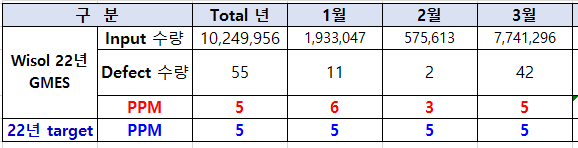 구 분 Total 년 1월 2월 3월
Input 수량 10,249,956 1,933,047 575,613 7,741,296
Wisol 22년
GMES
Defect 수량 55 11 2 42
PPM 5 6 3 5
22년 target PPM 5 5 5 5